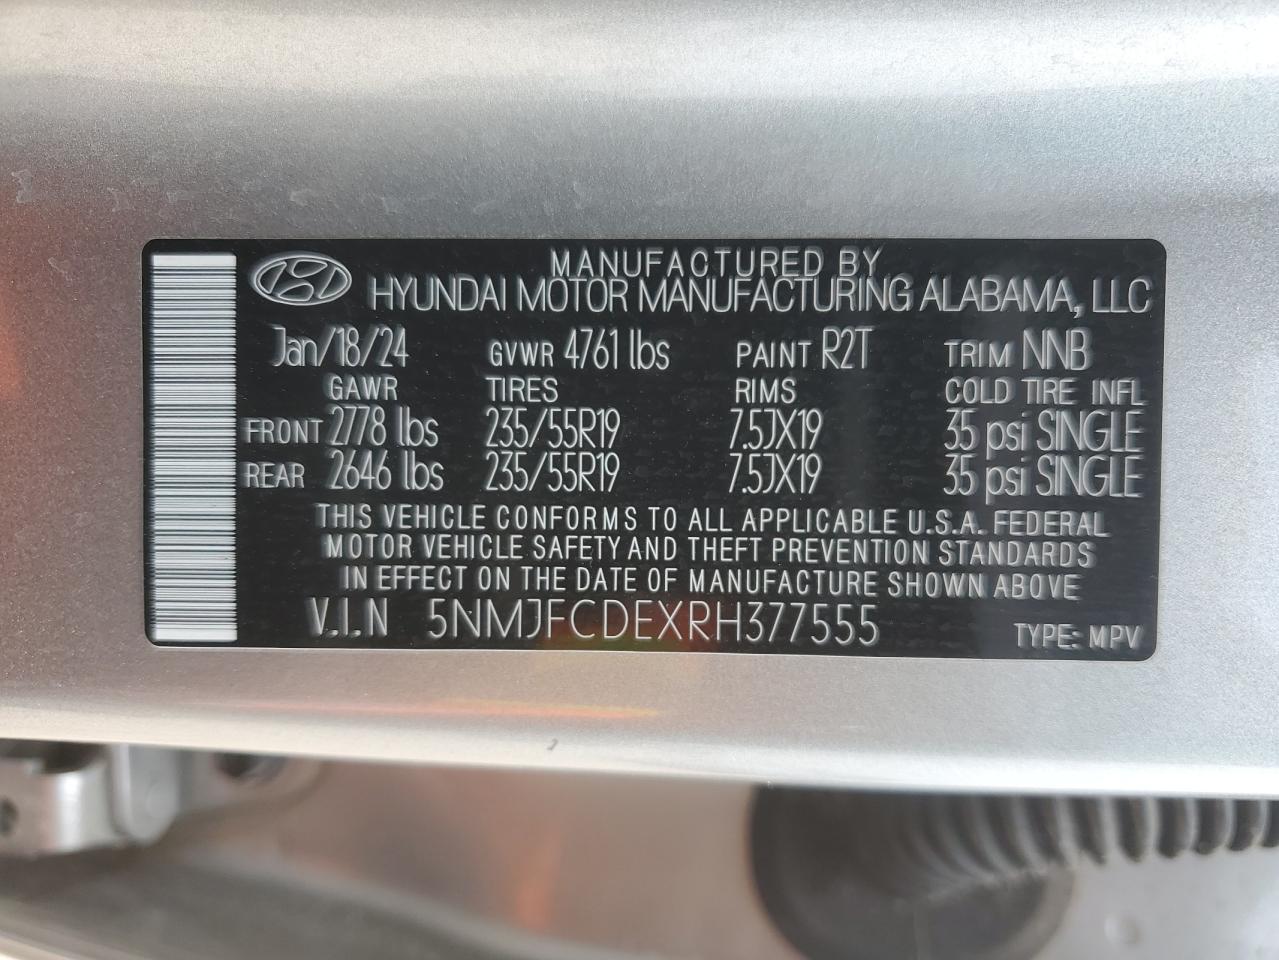 MANUFACTURED BY
HYUNDAI MOTOR MANUFACTURING ALABAMA, LLC
Jan/18/24 GVWR 4761 lbs PAINT R2T TRIM NNB
GAWR TIRES RIMS COLD TIRE INFL
FRONT 2778 lbs 235/55R19 7.5JX19 35 psi SINGLE
REAR 2646 lbs 235/55R19 7.5JX19 35 psi SINGLE
THIS VEHICLE CONFORMS TO ALL APPLICABLE U.S.A. FEDERAL
MOTOR VEHICLE SAFETY AND THEFT PREVENTION STANDARDS
IN EFFECT ON THE DATE OF MANUFACTURE SHOWN ABOVE
V.I.N 5NMJFCDEXRH377555 TYPE: MPV